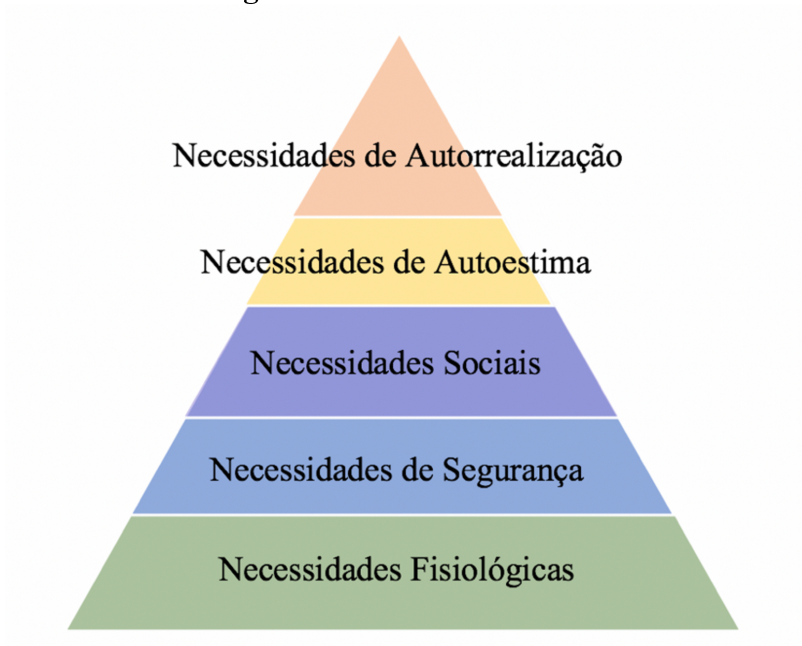 Necessidades de Autorrealização
Necessidades de Autoestima
Necessidades Sociais
Necessidades de Segurança
Necessidades Fisiológicas